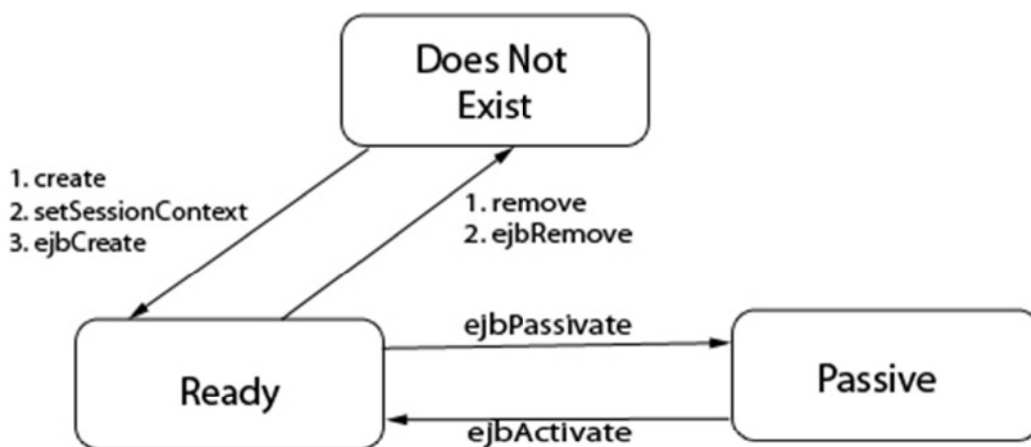 Does Not
Exist
1. create
2. setSessionContext
3. ejbCreate
1. remove
2. ejbRemove
ejbPassivate
Ready
Passive
ejbActivate